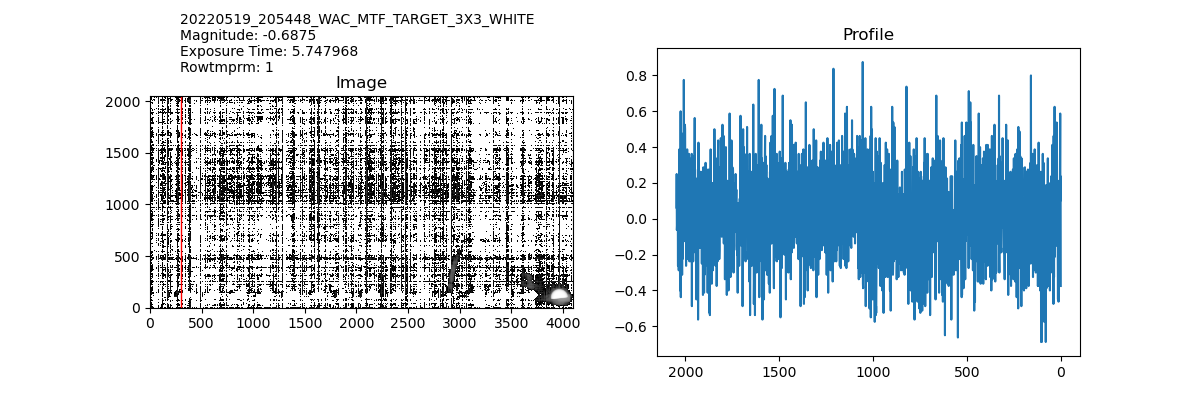 20220519_205448_WAC_MTF_TARGET_3X3_WHITE
Magnitude: -0.6875
Exposure Time: 5.747968
Rowtmprm: 1
Image
2000
1500
1000
500
0
0 500 1000 1500 2000 2500 3000 3500 4000
Profile
0.8
0.6
0.4
0.2
0.0
−0.2
−0.4
−0.6
2000 1500 1000 500 0